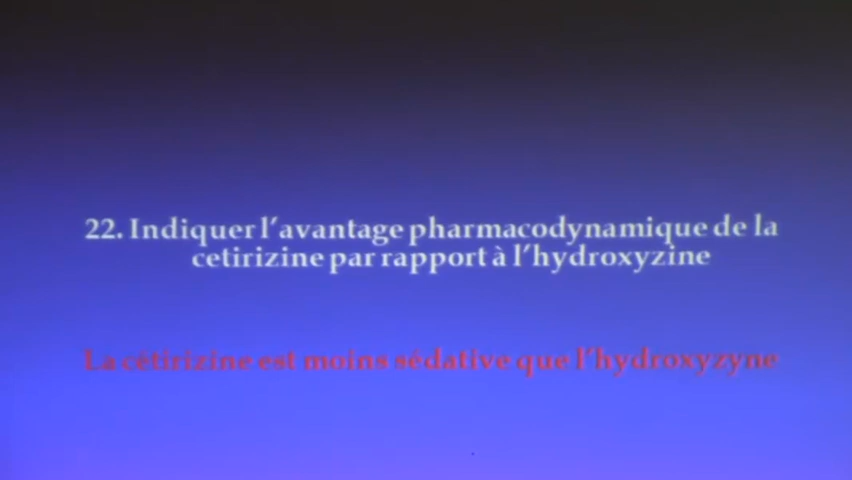 22. Indiquer l'avantage pharmacodynamique de la
cetirizine par rapport à l'hydroxyzine
La cétirizine est moins sédative que l'hydroxyzyne